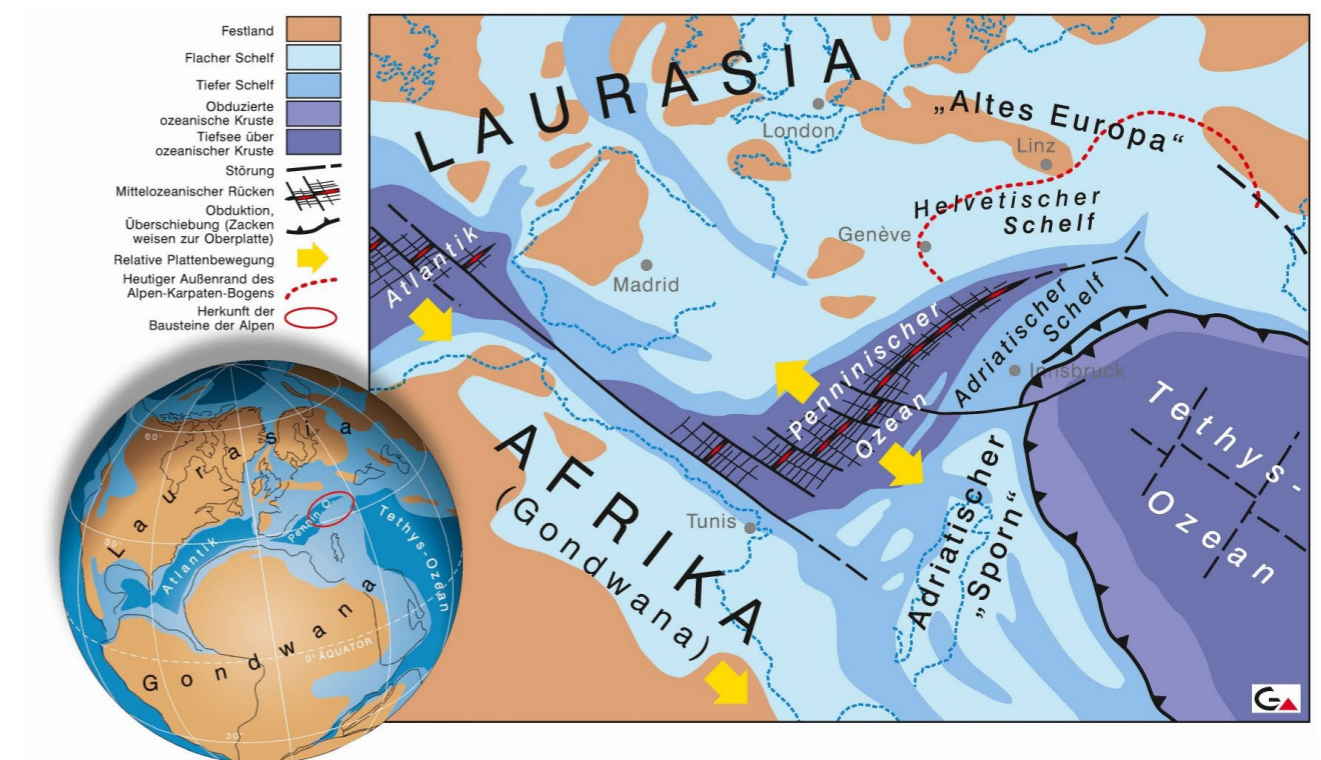 Festland
Flacher Schelf
Tiefer Schelf
Obduzierte
ozeanische Kruste
Tiefsee über
ozeanischer Kruste
Störung
Mittelozeanischer Rücken
Obduktion,
Überschiebung (Zacken
weisen zur Oberplatte)
Relative Plattenbewegung
Heutiger Außenrand des
Alpen-Karpaten-Bogens
Herkunft der
Bausteine der Alpen
LAURASIA
London
„Altes Europa“
Linz
Helvetischer
Schelf
Genève
Atlantik
Madrid
Penninischer
Ozean
Adriatischer
Schelf
Innsbruck
Tethys-
Ozean
AFRIKA
(Gondwana)
Tunis
Adriatischer
„Sporn“
60°
Laurasia
30°
Atlantik
Pennin. O.
Tethys-Ozean
Gondwana
0° ÄQUATOR
30°
G